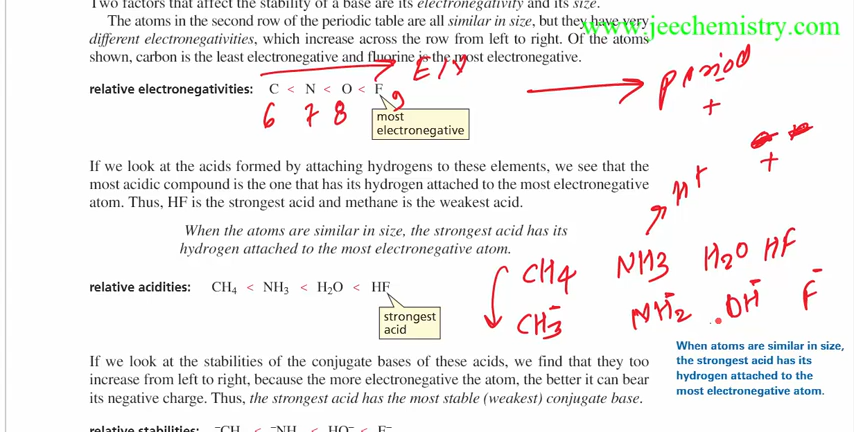 Two factors that affect the stability of a base are its electronegativity and its size.
The atoms in the second row of the periodic table are all similar in size, but they have very
www.jeechemistry.com
different electronegativities, which increase across the row from left to right. Of the atoms
shown, carbon is the least electronegative and fluorine is the most electronegative.
E/N
period
+
relative electronegativities: C < N < O < F
6 7 8 9
most
electronegative
+
If we look at the acids formed by attaching hydrogens to these elements, we see that the
most acidic compound is the one that has its hydrogen attached to the most electronegative
atom. Thus, HF is the strongest acid and methane is the weakest acid.
H+
When the atoms are similar in size, the strongest acid has its
hydrogen attached to the most electronegative atom.
CH4 NH3 H2O HF
relative acidities: CH₄ < NH₃ < H₂O < HF
CH3⁻ NH2⁻ OH⁻ F⁻
strongest
acid
When atoms are similar in size,
the strongest acid has its
hydrogen attached to the
most electronegative atom.
If we look at the stabilities of the conjugate bases of these acids, we find that they too
increase from left to right, because the more electronegative the atom, the better it can bear
its negative charge. Thus, the strongest acid has the most stable (weakest) conjugate base.
relative stabilities: ⁻CH < ⁻NH < HO⁻ < F⁻